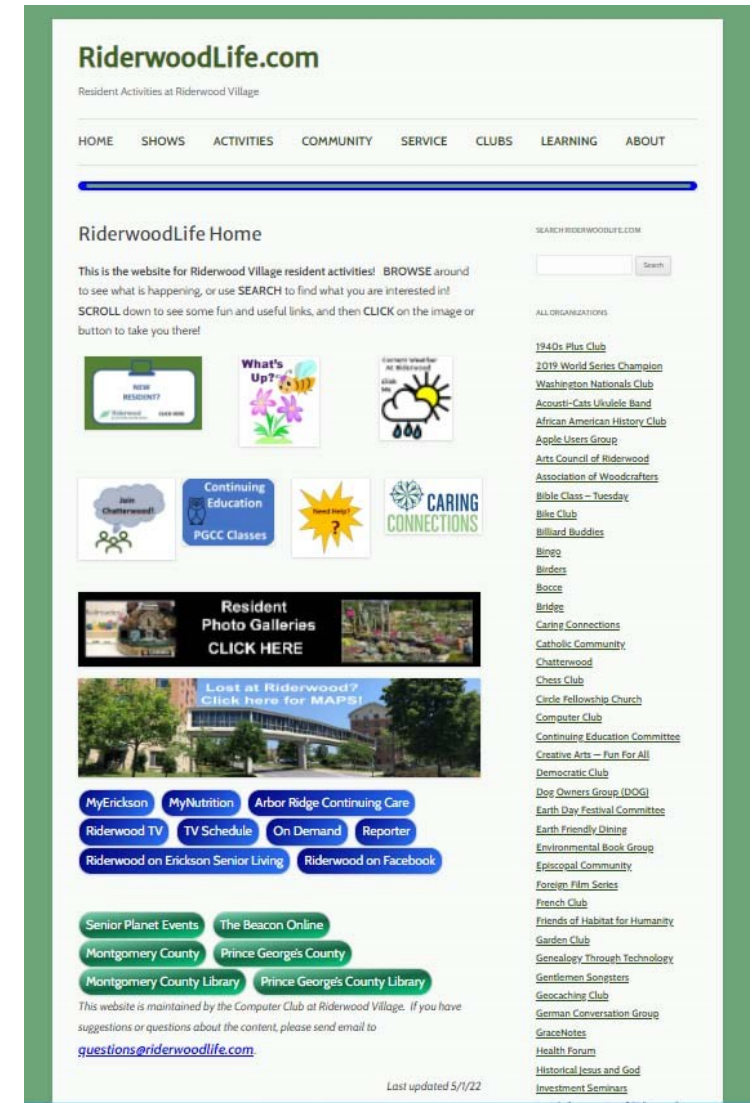 RiderwoodLife.com
Resident Activities at Riderwood Village
HOME SHOWS ACTIVITIES COMMUNITY SERVICE CLUBS LEARNING ABOUT
RiderwoodLife Home
This is the website for Riderwood Village resident activities! BROWSE around
to see what is happening, or use SEARCH to find what you are interested in!
SCROLL down to see some fun and useful links, and then CLICK on the image or
button to take you there!
NEW
RESIDENT?
Riderwood
CLICK HERE
What's
Up?
Current Weather
At Riderwood
Click
Me
Join
Chatterwood!
Continuing
Education
PGCC Classes
Need Help?
?
CARING
CONNECTIONS
Resident
Photo Galleries
CLICK HERE
Lost at Riderwood?
Click here for MAPS!
MyErickson MyNutrition Arbor Ridge Continuing Care
Riderwood TV TV Schedule On Demand Reporter
Riderwood on Erickson Senior Living Riderwood on Facebook
Senior Planet Events The Beacon Online
Montgomery County Prince George's County
Montgomery County Library Prince George's County Library
This website is maintained by the Computer Club at Riderwood Village. If you have
suggestions or questions about the content, please send email to
questions@riderwoodlife.com.
Last updated 5/1/22
SEARCH RIDERWOODLIFE.COM
Search
ALL ORGANIZATIONS
1940s Plus Club
2019 World Series Champion
Washington Nationals Club
Acousti-Cats Ukulele Band
African American History Club
Apple Users Group
Arts Council of Riderwood
Association of Woodcrafters
Bible Class – Tuesday
Bike Club
Billiard Buddies
Bingo
Birders
Bocce
Bridge
Caring Connections
Catholic Community
Chatterwood
Chess Club
Circle Fellowship Church
Computer Club
Continuing Education Committee
Creative Arts — Fun For All
Democratic Club
Dog Owners Group (DOG)
Earth Day Festival Committee
Earth Friendly Dining
Environmental Book Group
Episcopal Community
Foreign Film Series
French Club
Friends of Habitat for Humanity
Garden Club
Genealogy Through Technology
Gentlemen Songsters
Geocaching Club
German Conversation Group
GraceNotes
Health Forum
Historical Jesus and God
Investment Seminars